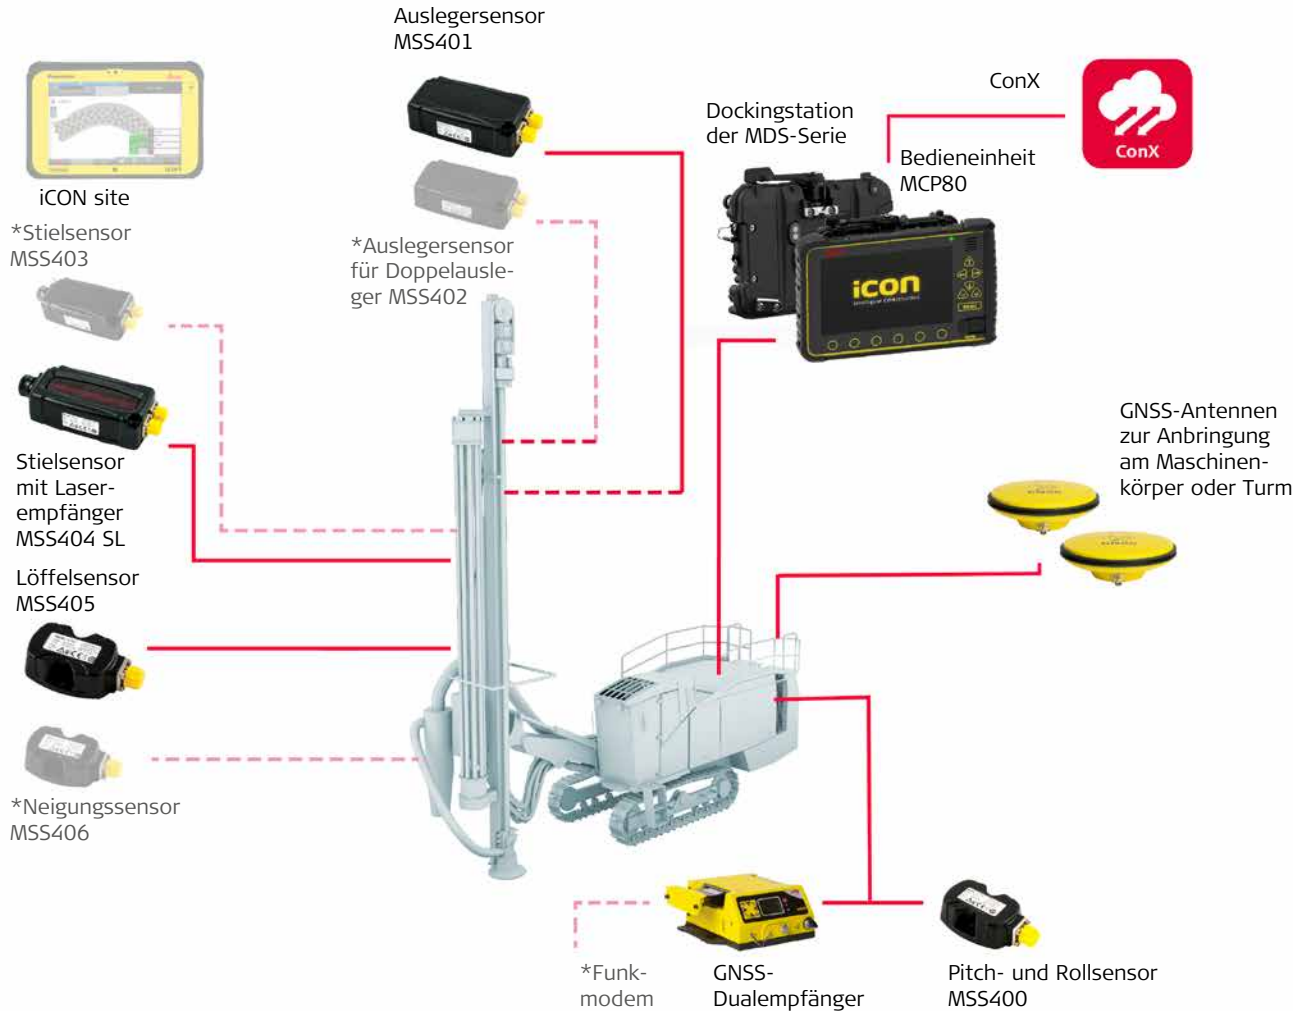 Auslegersensor
MSS401
iCON site
*Stielsensor
MSS403
*Auslegersensor
für Doppelausle-
ger MSS402
Dockingstation
der MDS-Serie
ConX
ConX
Bedieneinheit
MCP80
iCON
GNSS-Antennen
zur Anbringung
am Maschinen-
körper oder Turm
Stielsensor
mit Laser-
empfänger
MSS404 SL
Löffelsensor
MSS405
*Neigungssensor
MSS406
*Funk-
modem
GNSS-
Dualempfänger
Pitch- und Rollsensor
MSS400